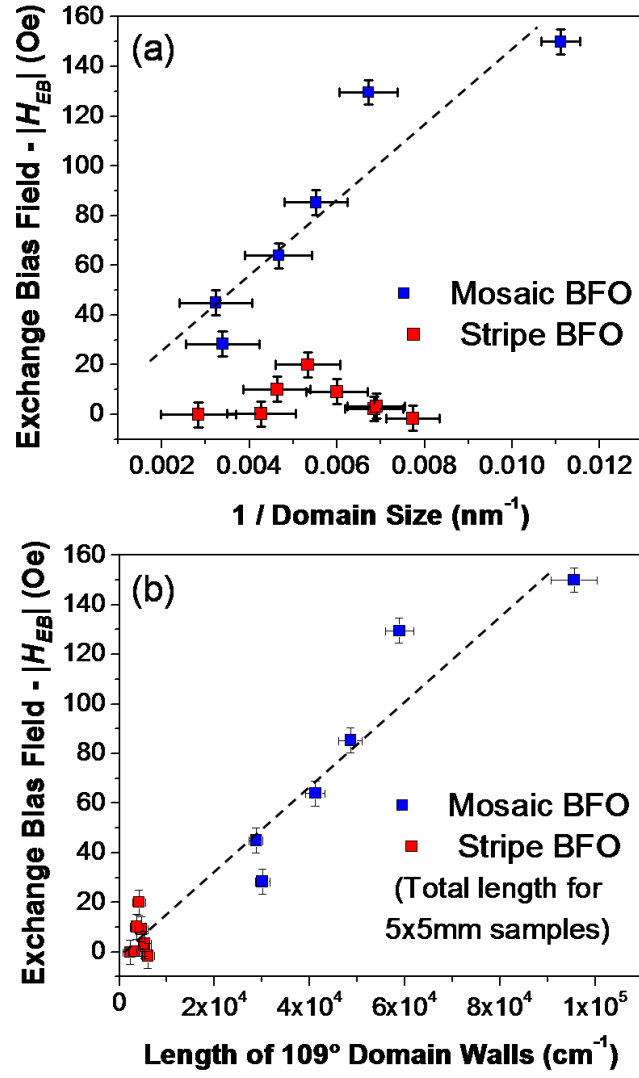 160
140
120
100
80
60
40
20
0
Exchange Bias Field - |H_EB| (Oe)
(a)
Mosaic BFO
Stripe BFO
0.002 0.004 0.006 0.008 0.010 0.012
1 / Domain Size (nm⁻¹)
160
140
120
100
80
60
40
20
0
Exchange Bias Field - |H_EB| (Oe)
(b)
Mosaic BFO
Stripe BFO
(Total length for
5x5mm samples)
0 2x10⁴ 4x10⁴ 6x10⁴ 8x10⁴ 1x10⁵
Length of 109° Domain Walls (cm⁻¹)